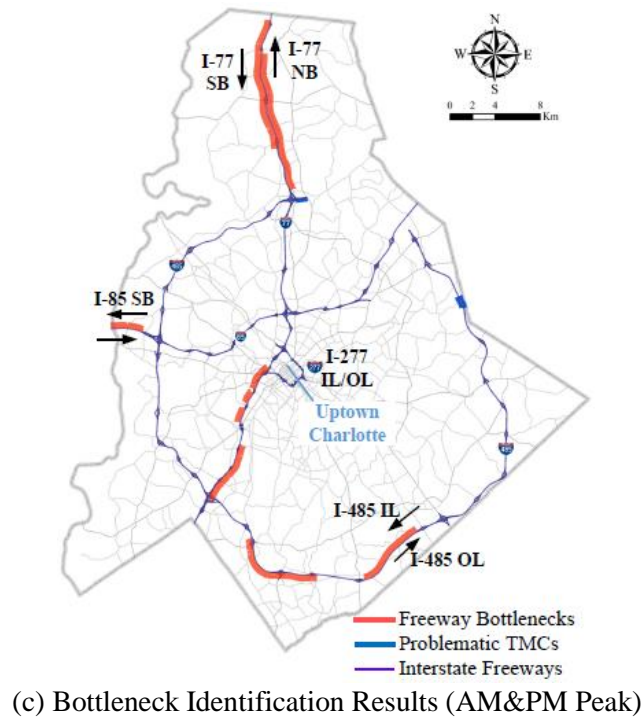 I-77
SB
I-77
NB
N
W
E
S
0 2 4 8
Km
77
I-85 SB
I-277
IL/OL
Uptown
Charlotte
I-485 IL
I-485 OL
Freeway Bottlenecks
Problematic TMCs
Interstate Freeways
(c) Bottleneck Identification Results (AM&PM Peak)